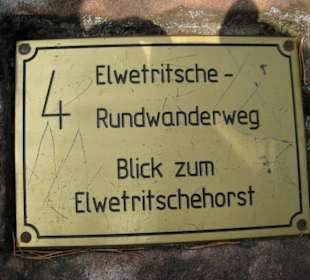 4
Elwetritsche-
Rundwanderweg
Blick zum
Elwetritschehorst